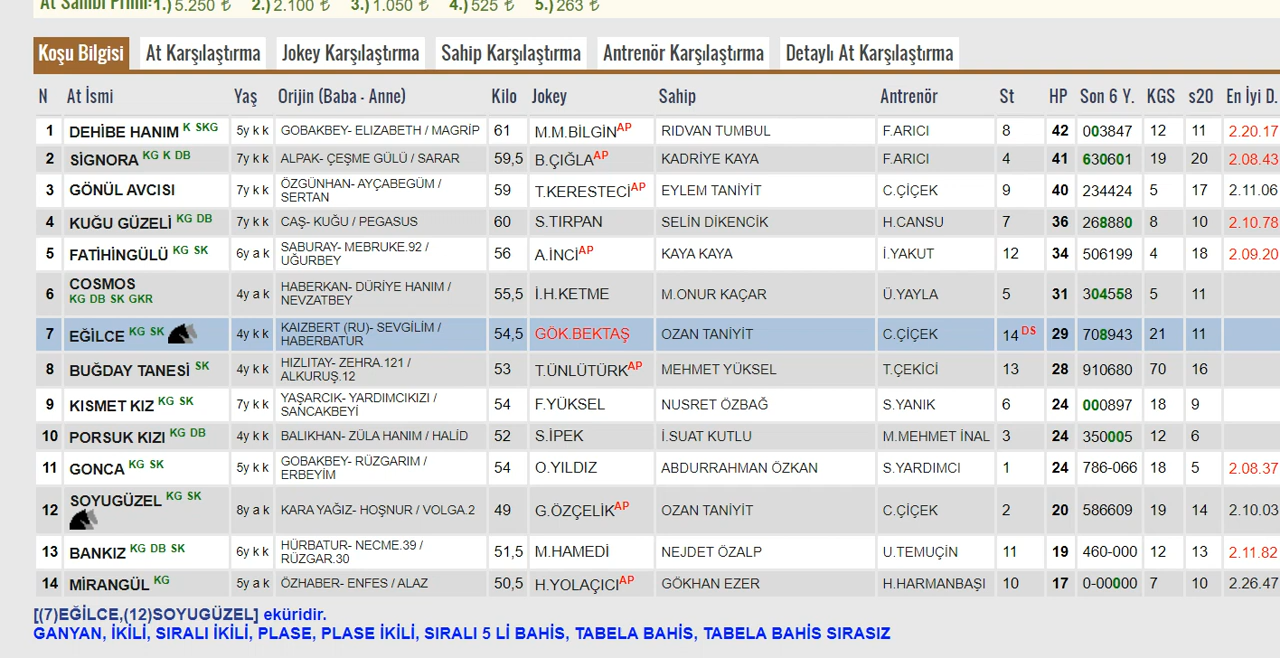 At Sahibi Primi:1.) 5.250 ₺ 2.) 2.100 ₺ 3.) 1.050 ₺ 4.) 525 ₺ 5.) 263 ₺
Koşu Bilgisi At Karşılaştırma Jokey Karşılaştırma Sahip Karşılaştırma Antrenör Karşılaştırma Detaylı At Karşılaştırma
N At İsmi Yaş Orijin (Baba - Anne) Kilo Jokey Sahip Antrenör St HP Son 6 Y. KGS s20 En İyi D.
1 DEHİBE HANIM K SKG 5y k k GOBAKBEY- ELIZABETH / MAGRİP 61 M.M.BİLGİN AP RIDVAN TUMBUL F.ARICI 8 42 003847 12 11 2.20.17
2 SİGNORA KG K DB 7y k k ALPAK- ÇEŞME GÜLÜ / SARAR 59,5 B.ÇIĞLA AP KADRİYE KAYA F.ARICI 4 41 630601 19 20 2.08.43
3 GÖNÜL AVCISI 7y k k ÖZGÜNHAN- AYÇABEGÜM / SERTAN 59 T.KERESTECİ AP EYLEM TANİYİT C.ÇİÇEK 9 40 234424 5 17 2.11.06
4 KUĞU GÜZELİ KG DB 7y k k CAŞ- KUĞU / PEGASUS 60 S.TIRPAN SELİN DİKENCİK H.CANSU 7 36 268880 8 10 2.10.78
5 FATİHİNGÜLÜ KG SK 6y a k SABURAY- MEBRUKE.92 / UĞURBEY 56 A.İNCİ AP KAYA KAYA İ.YAKUT 12 34 506199 4 18 2.09.20
6 COSMOS KG DB SK GKR 4y a k HABERKAN- DÜRİYE HANIM / NEVZATBEY 55,5 İ.H.KETME M.ONUR KAÇAR Ü.YAYLA 5 31 304558 5 11
7 EĞİLCE KG SK 4y k k KAIZBERT (RU)- SEVGİLİM / HABERBATUR 54,5 GÖK.BEKTAŞ OZAN TANİYİT C.ÇİÇEK 14 DS 29 708943 21 11
8 BUĞDAY TANESİ SK 4y k k HIZLITAY- ZEHRA.121 / ALKURUŞ.12 53 T.ÜNLÜTÜRK AP MEHMET YÜKSEL T.ÇEKİCİ 13 28 910680 70 16
9 KISMET KIZ KG SK 7y k k YAŞARCIK- YARDIMCIKIZI / SANCAKBEYİ 54 F.YÜKSEL NUSRET ÖZBAĞ S.YANIK 6 24 000897 18 9
10 PORSUK KIZI KG DB 4y k k BALIKHAN- ZÜLA HANIM / HALİD 52 S.İPEK İ.SUAT KUTLU M.MEHMET İNAL 3 24 350005 12 6
11 GONCA KG SK 5y k k GOBAKBEY- RÜZGARIM / ERBEYİM 54 O.YILDIZ ABDURRAHMAN ÖZKAN S.YARDIMCI 1 24 786-066 18 5 2.08.37
12 SOYUGÜZEL KG SK 8y a k KARA YAĞIZ- HOŞNUR / VOLGA.2 49 G.ÖZÇELİK AP OZAN TANİYİT C.ÇİÇEK 2 20 586609 19 14 2.10.03
13 BANKIZ KG DB SK 6y k k HÜRBATUR- NECME.39 / RÜZGAR.30 51,5 M.HAMEDİ NEJDET ÖZALP U.TEMUÇİN 11 19 460-000 12 13 2.11.82
14 MİRANGÜL KG 5y a k ÖZHABER- ENFES / ALAZ 50,5 H.YOLAÇICI AP GÖKHAN EZER H.HARMANBAŞI 10 17 0-00000 7 10 2.26.47
[(7)EĞİLCE,(12)SOYUGÜZEL] eküridir.
GANYAN, İKİLİ, SIRALI İKİLİ, PLASE, PLASE İKİLİ, SIRALI 5 Lİ BAHİS, TABELA BAHİS, TABELA BAHİS SIRASIZ